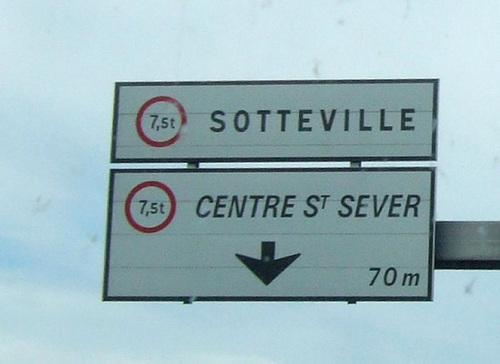 7,5t SOTTEVILLE
7,5t CENTRE ST SEVER
70 m